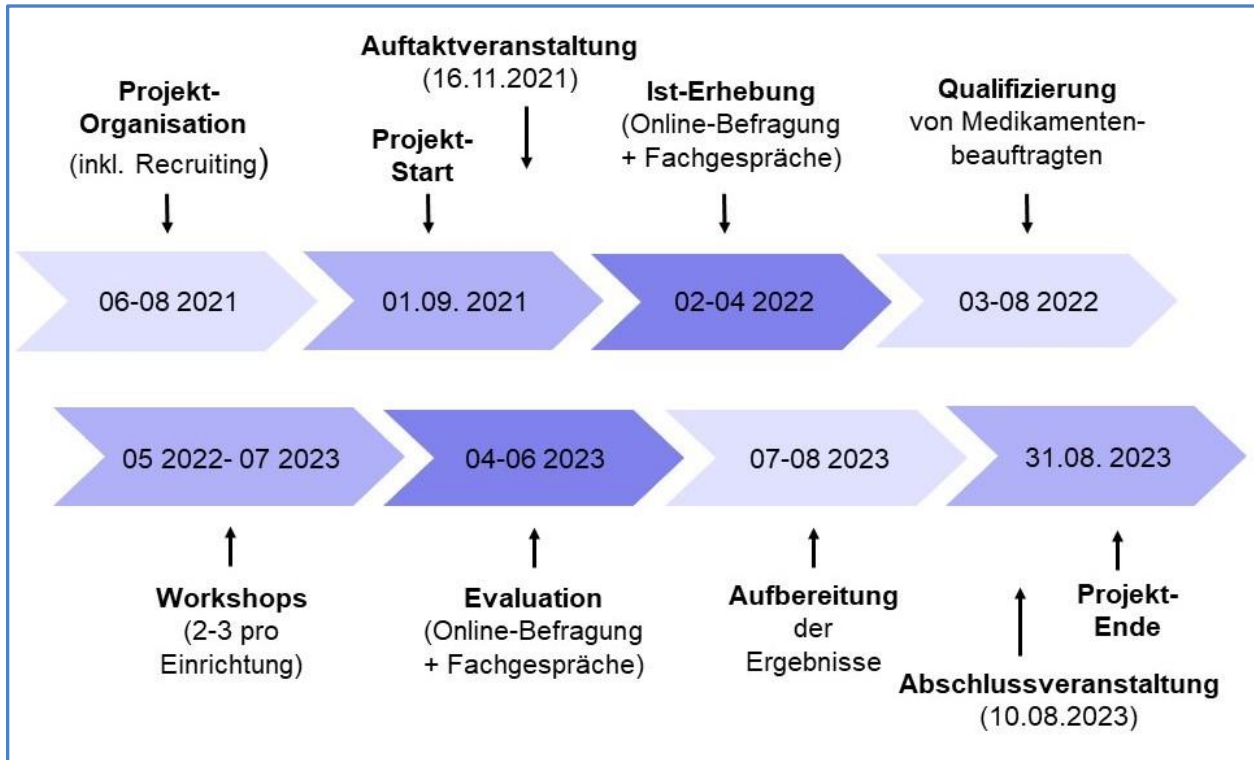 Auftaktveranstaltung
(16.11.2021)
Projekt-
Organisation
(inkl. Recruiting)
Projekt-
Start
Ist-Erhebung
(Online-Befragung
+ Fachgespräche)
Qualifizierung
von Medikamenten-
beauftragten
06-08 2021
01.09. 2021
02-04 2022
03-08 2022
05 2022- 07 2023
04-06 2023
07-08 2023
31.08. 2023
Workshops
(2-3 pro
Einrichtung)
Evaluation
(Online-Befragung
+ Fachgespräche)
Aufbereitung
der
Ergebnisse
Projekt-
Ende
Abschlussveranstaltung
(10.08.2023)